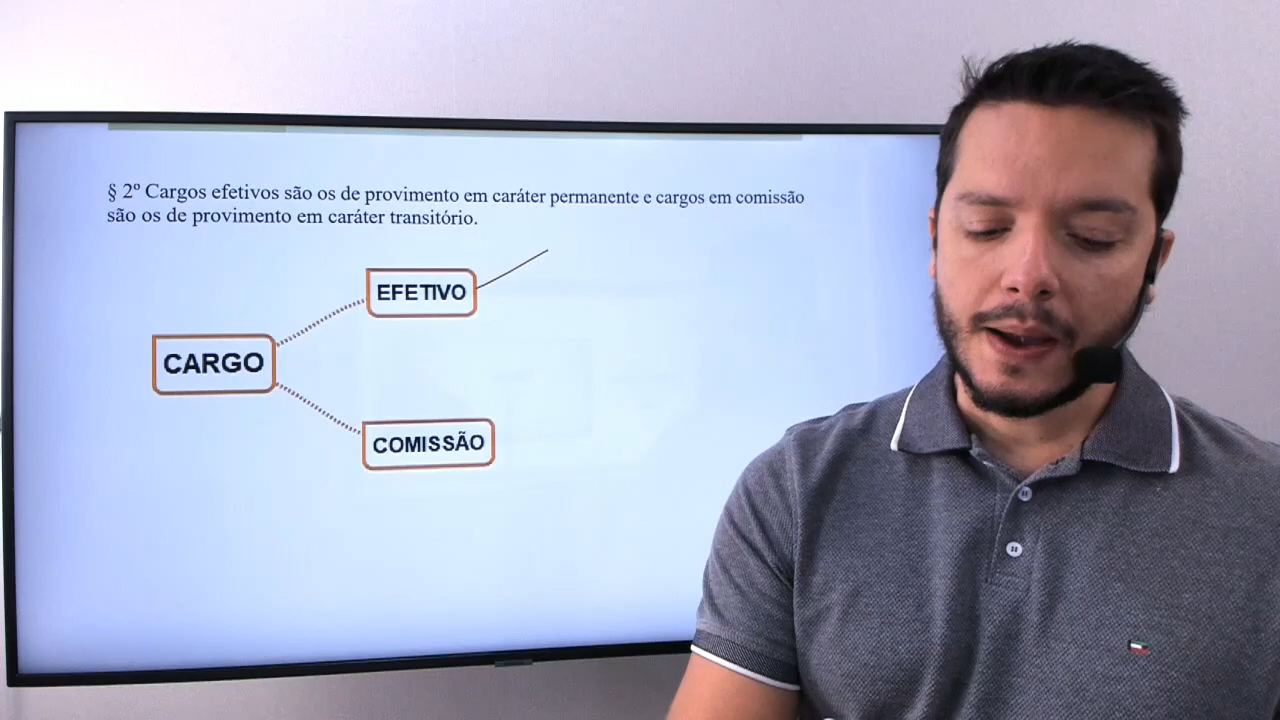 § 2º Cargos efetivos são os de provimento em caráter permanente e cargos em comissão
são os de provimento em caráter transitório.
EFETIVO
CARGO
COMISSÃO